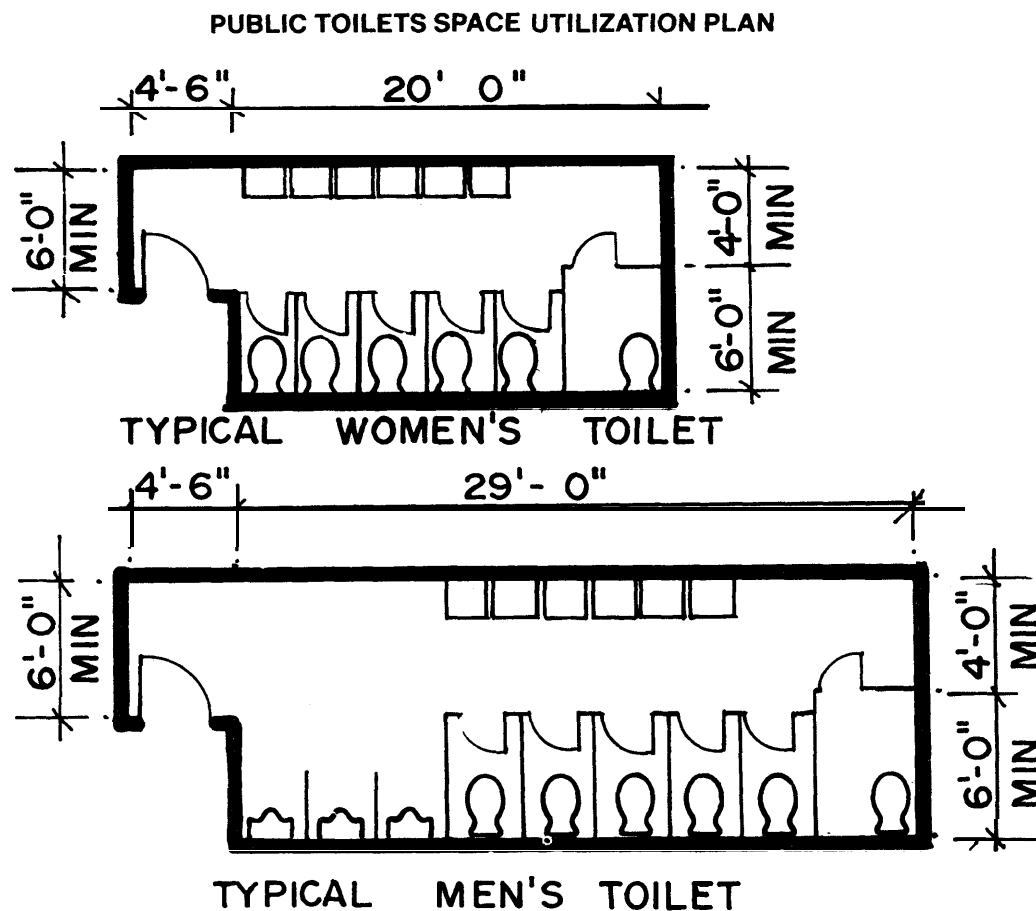 PUBLIC TOILETS SPACE UTILIZATION PLAN
4'-6" 20' 0"
6'-0" MIN
4'-0" MIN
6'-0" MIN
TYPICAL WOMEN'S TOILET
4'-6" 29'- 0"
6'-0" MIN
4'-0" MIN
6'-0" MIN
TYPICAL MEN'S TOILET